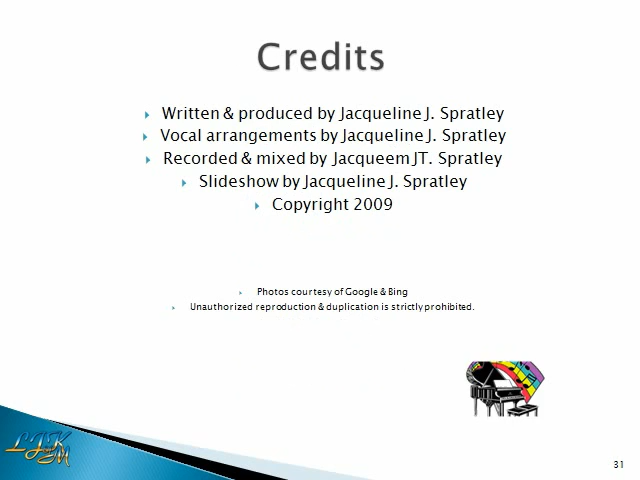 Credits
Written & produced by Jacqueline J. Spratley
Vocal arrangements by Jacqueline J. Spratley
Recorded & mixed by Jacqueem JT. Spratley
Slideshow by Jacqueline J. Spratley
Copyright 2009
Photos courtesy of Google & Bing
Unauthorized reproduction & duplication is strictly prohibited.
31